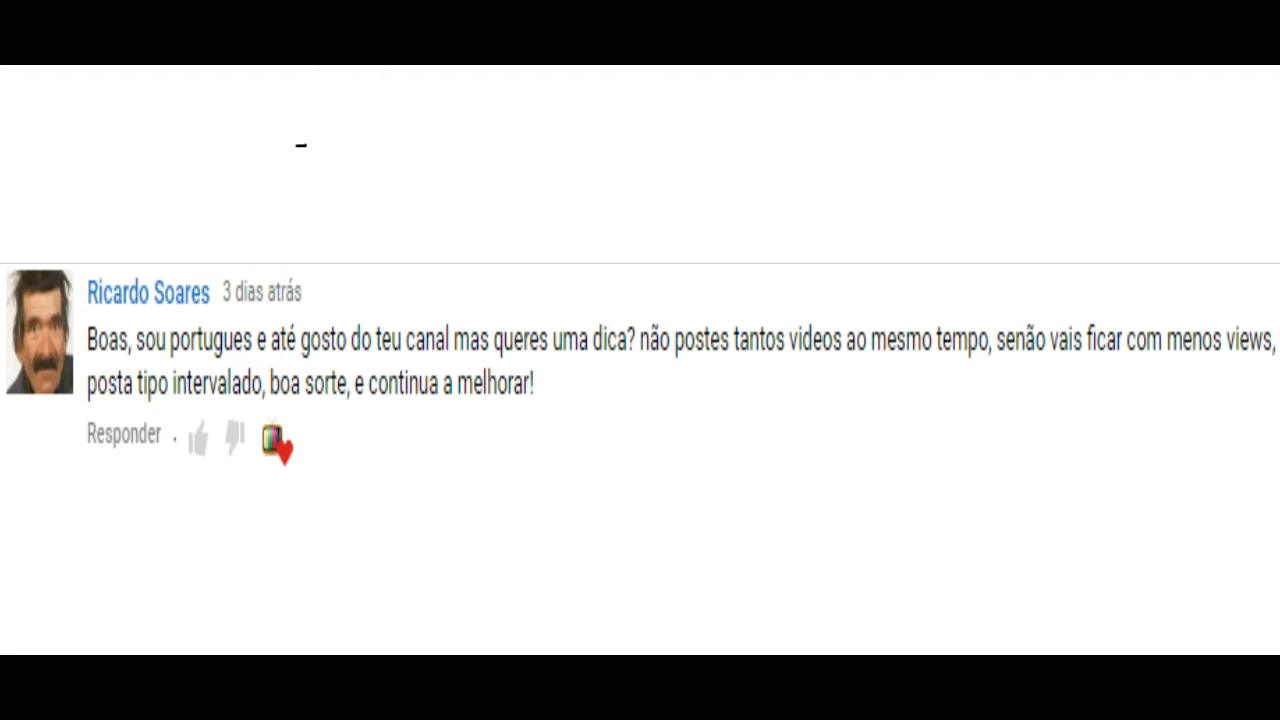 Ricardo Soares 3 dias atrás
Boas, sou portugues e até gosto do teu canal mas queres uma dica? não postes tantos videos ao mesmo tempo, senão vais ficar com menos views,
posta tipo intervalado, boa sorte, e continua a melhorar!
Responder .